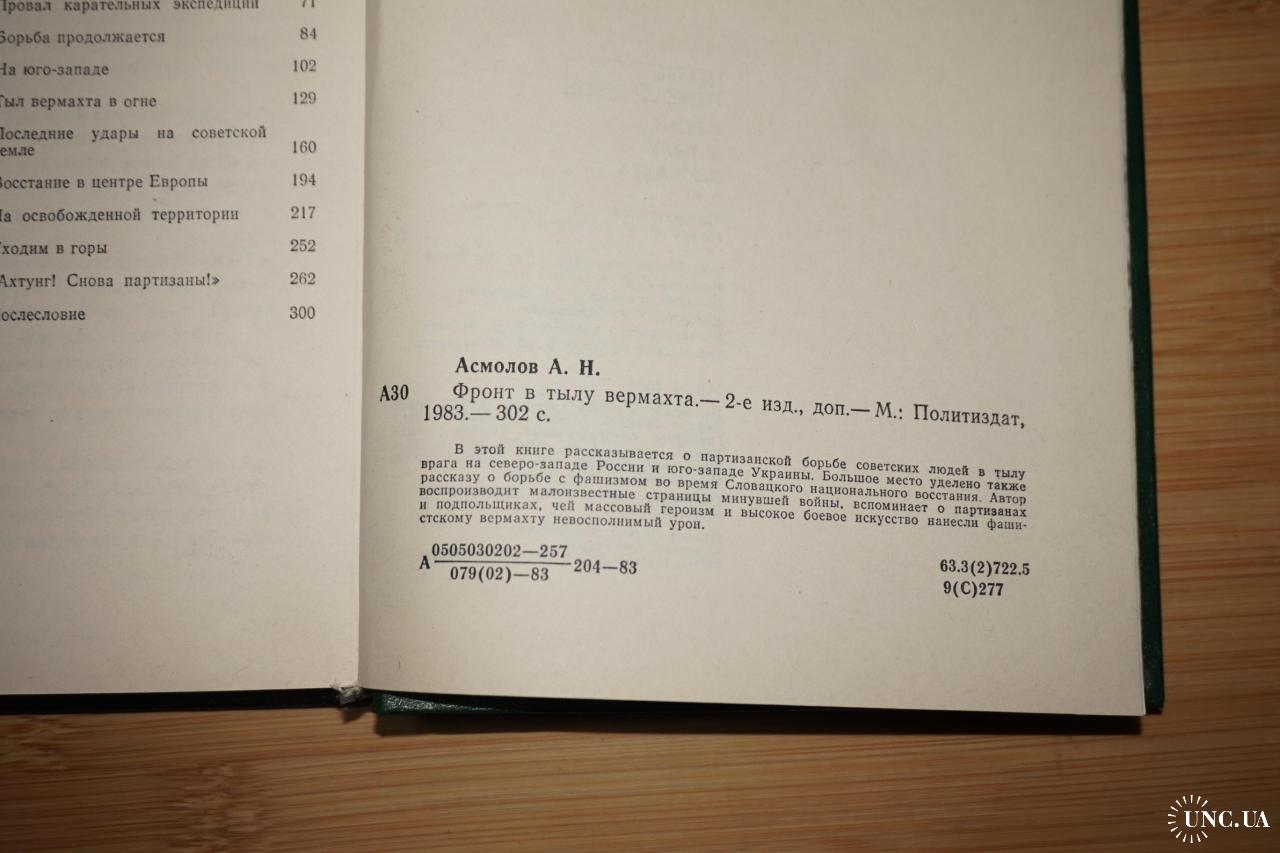 Провал карательных экспедиций 71
Борьба продолжается 84
На юго-западе 102
Тыл вермахта в огне 129
Последние удары на советской
земле 160
Восстание в центре Европы 194
На освобожденной территории 217
Уходим в горы 252
«Ахтунг! Снова партизаны!» 262
Послесловие 300
Асмолов А. Н.
А30 Фронт в тылу вермахта.— 2-е изд., доп.— М.: Политиздат,
1983.— 302 с.
В этой книге рассказывается о партизанской борьбе советских людей в тылу
врага на северо-западе России и юго-западе Украины. Большое место уделено также
рассказу о борьбе с фашизмом во время Словацкого национального восстания. Автор
воспроизводит малоизвестные страницы минувшей войны, вспоминает о партизанах
и подпольщиках, чей массовый героизм и высокое боевое искусство нанесли фаши-
стскому вермахту невосполнимый урон.
А 0505030202—257
079(02)—83 204—83
63.3(2)722.5
9(С)277
UNC.UA